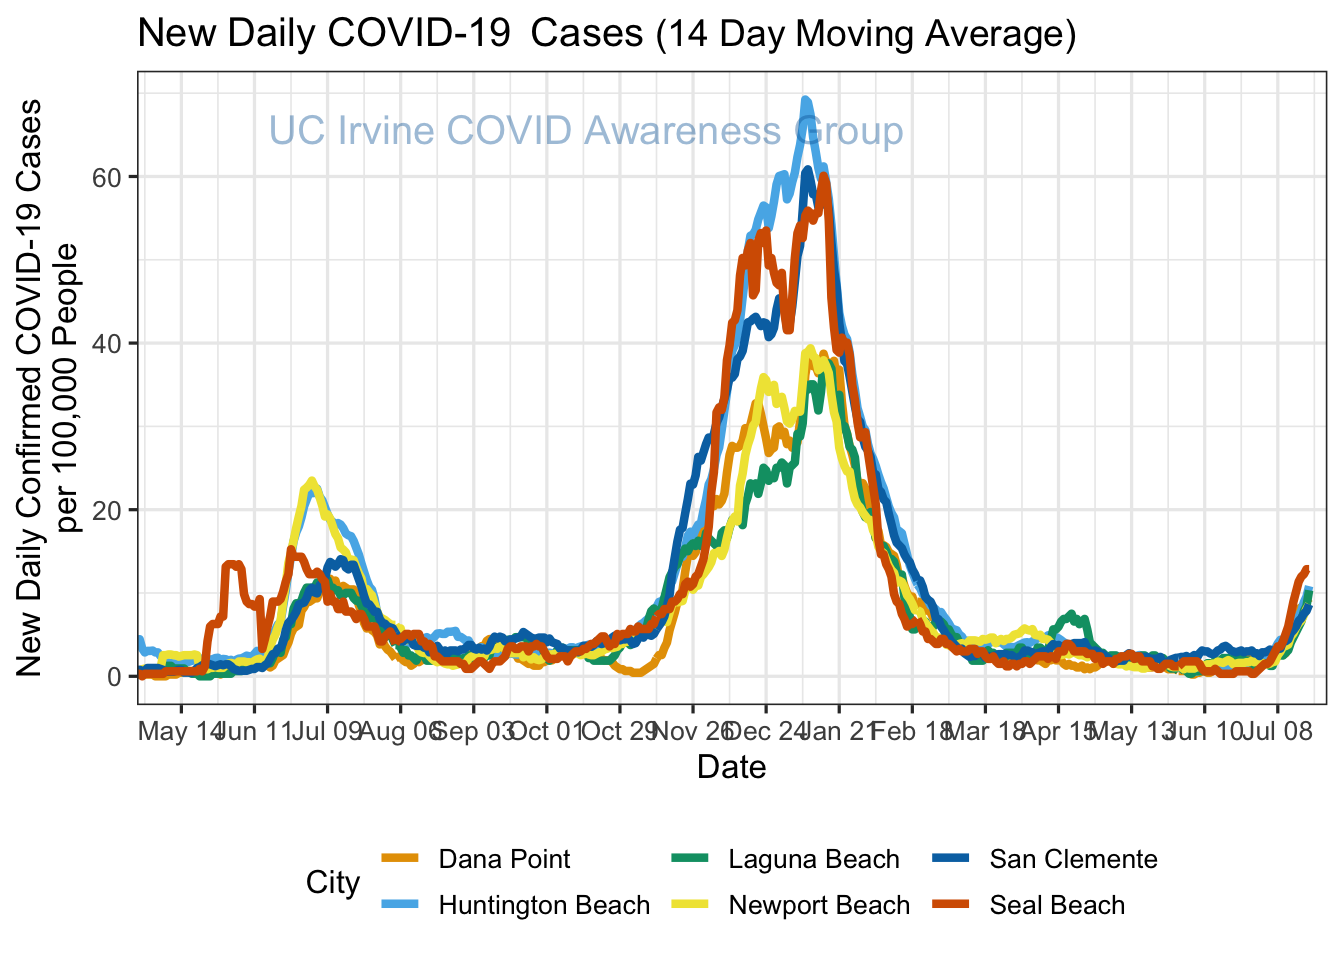 New Daily COVID-19  Cases (14 Day Moving Average)
UC Irvine COVID Awareness Group
New Daily Confirmed COVID-19 Cases
per 100,000 People
60
40
20
0
May 14 Jun 11 Jul 09 Aug 06 Sep 03 Oct 01 Oct 29 Nov 26 Dec 24 Jan 21 Feb 18 Mar 18 Apr 15 May 13 Jun 10 Jul 08
Date
City
Dana Point Laguna Beach San Clemente
Huntington Beach Newport Beach Seal Beach